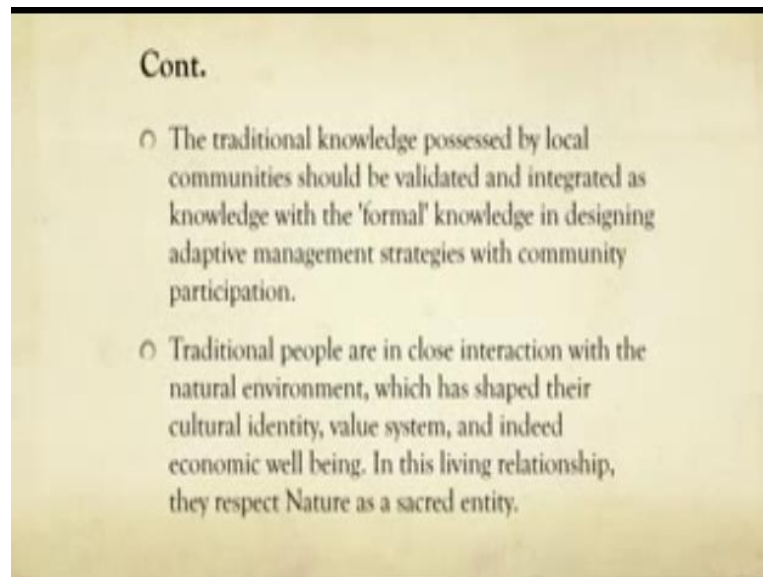 Cont.
The traditional knowledge possessed by local
communities should be validated and integrated as
knowledge with the 'formal' knowledge in designing
adaptive management strategies with community
participation.
Traditional people are in close interaction with the
natural environment, which has shaped their
cultural identity, value system, and indeed
economic well being. In this living relationship,
they respect Nature as a sacred entity.